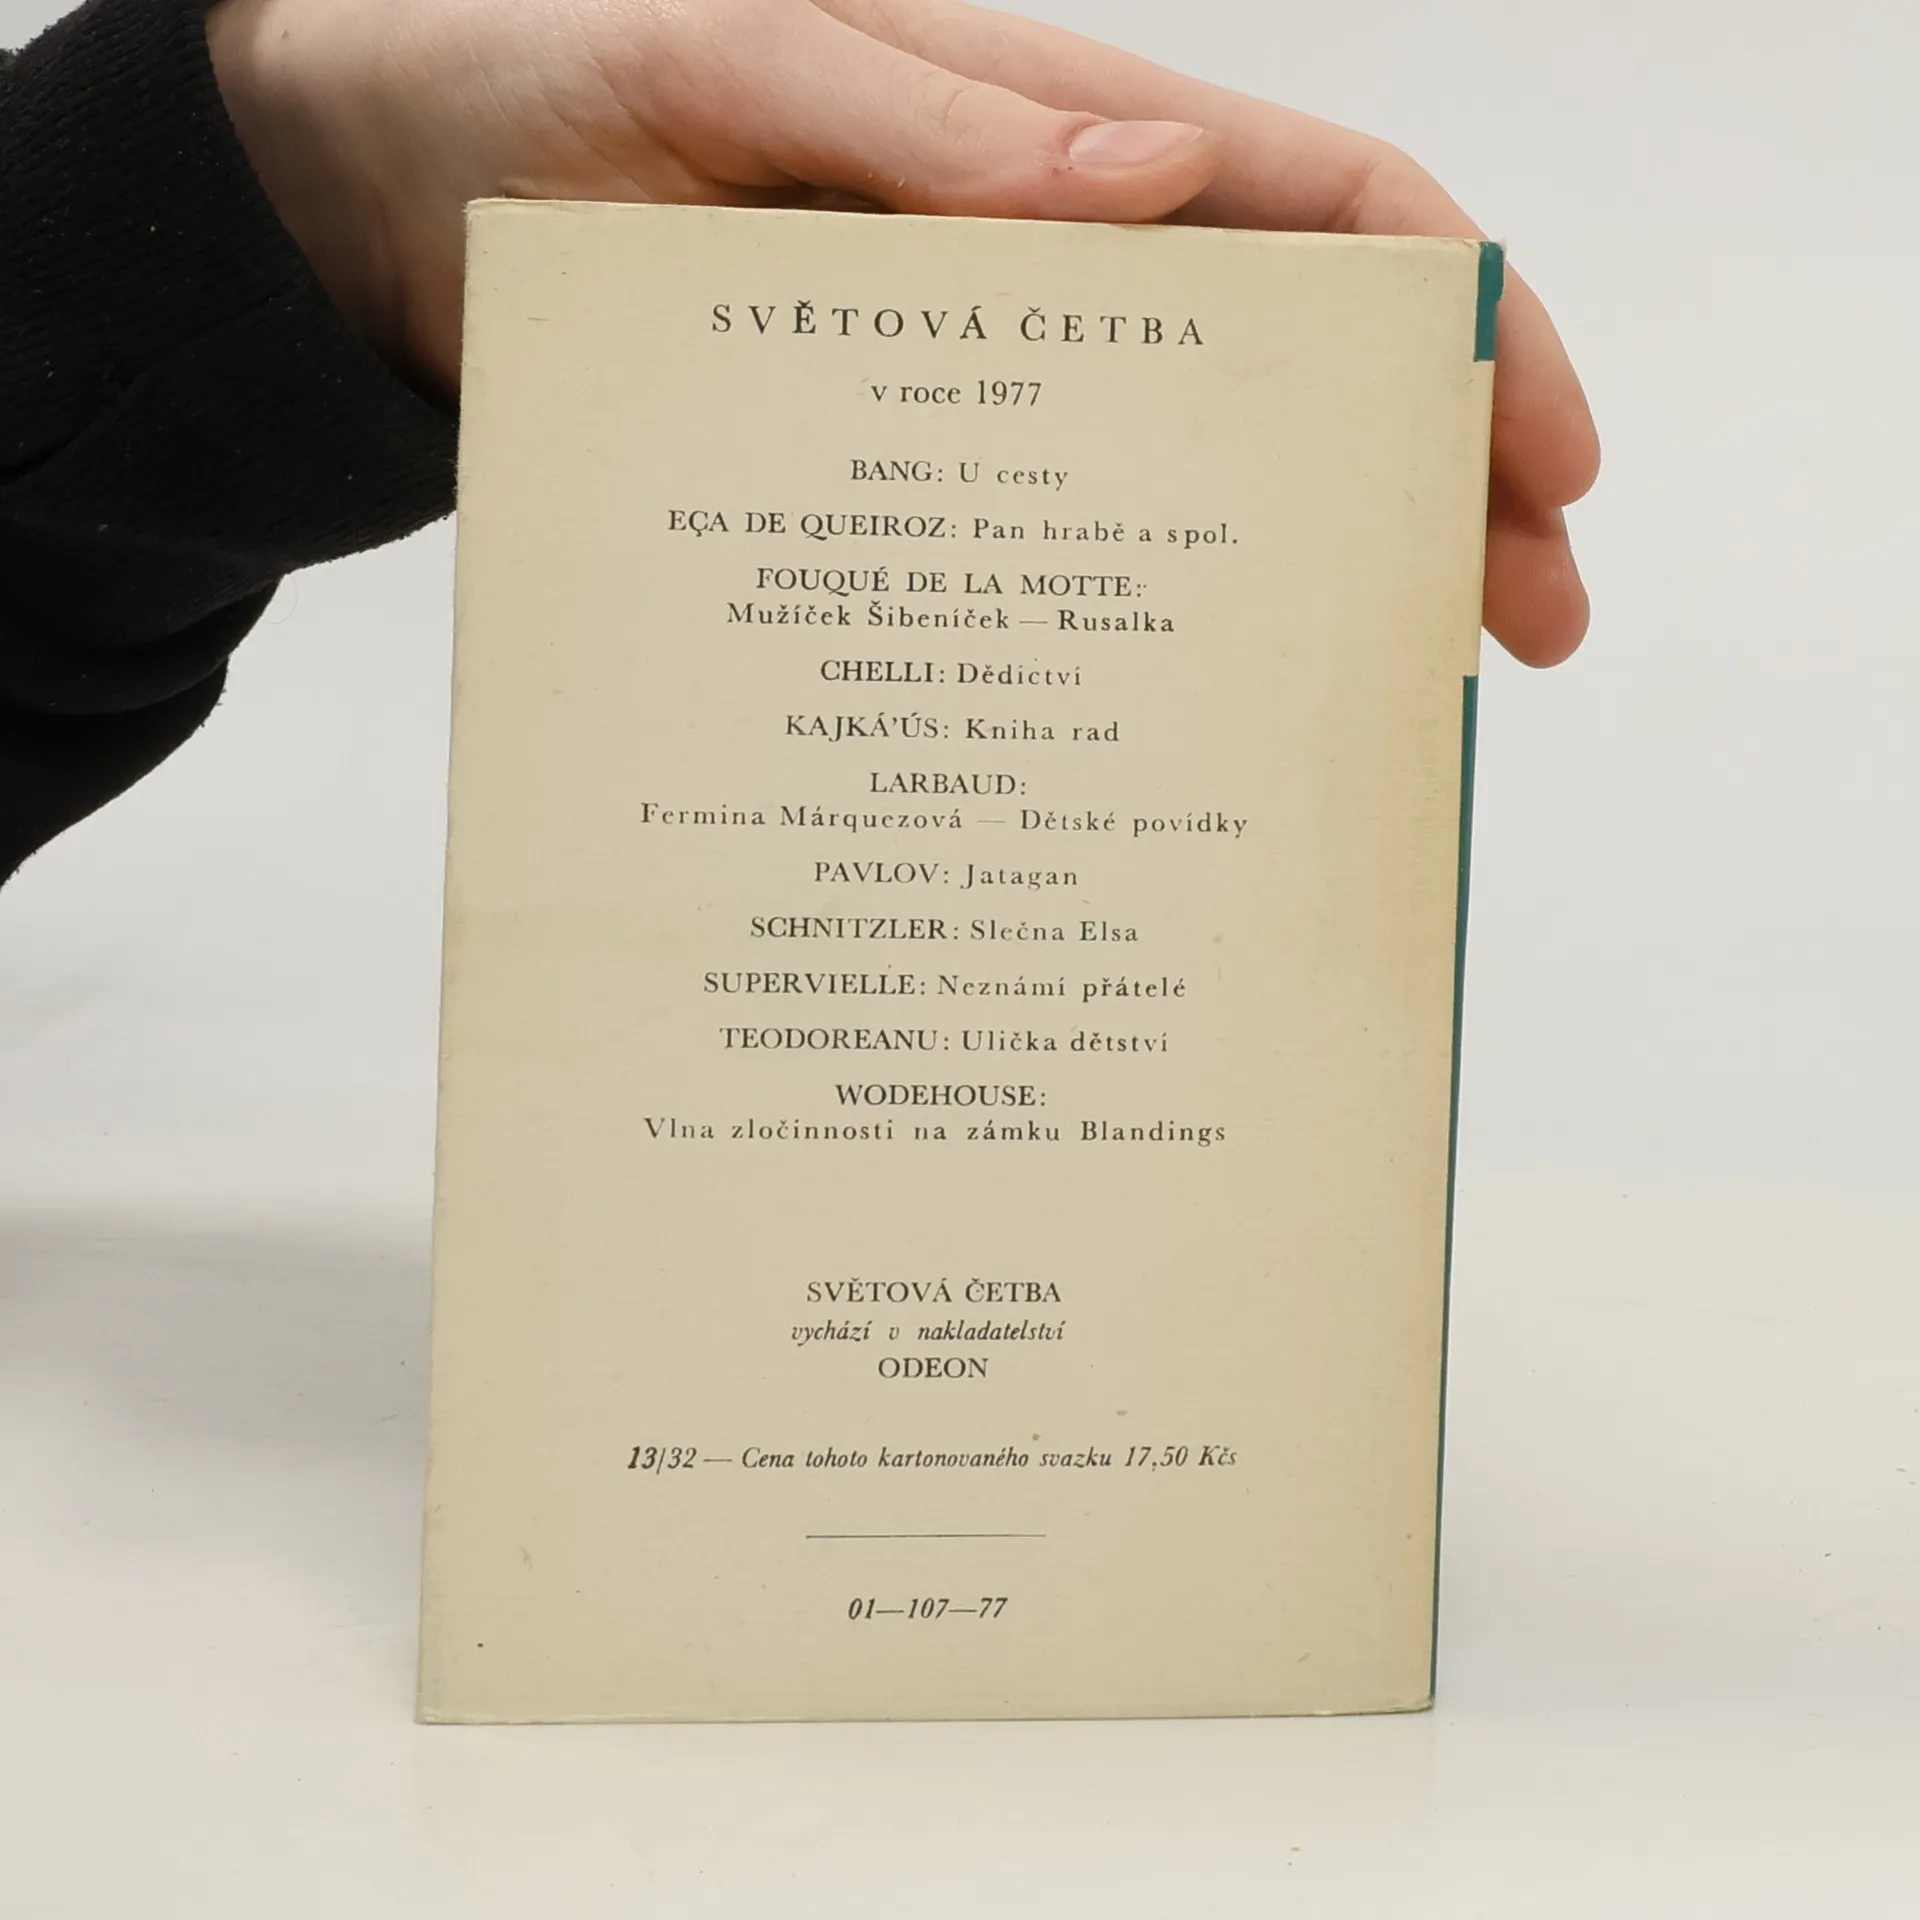 SVĚTOVÁ ČETBA
v roce 1977
BANG: U cesty
EÇA DE QUEIROZ: Pan hrabě a spol.
FOUQUÉ DE LA MOTTE:
Mužíček Šibeníček — Rusalka
CHELLI: Dědictví
KAJKÁ’ÚS: Kniha rad
LARBAUD:
Fermina Márquezová — Dětské povídky
PAVLOV: Jatagan
SCHNITZLER: Slečna Elsa
SUPERVIELLE: Neznámí přátelé
TEODOREANU: Ulička dětství
WODEHOUSE:
Vlna zločinnosti na zámku Blandings
SVĚTOVÁ ČETBA
vychází v nakladatelství
ODEON
13/32 — Cena tohoto kartonovaného svazku 17,50 Kčs
01—107—77